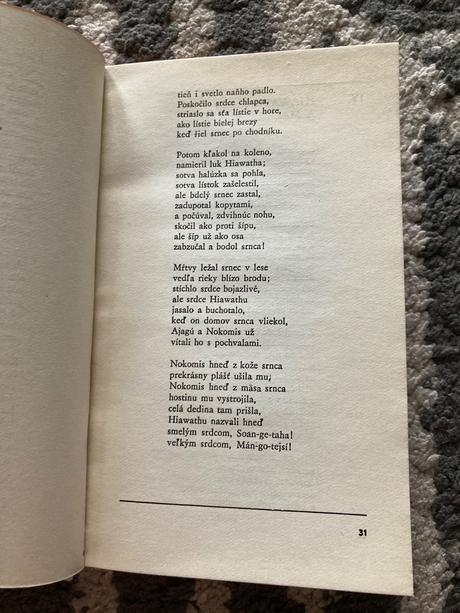 tieň i svetlo naňho padlo.
Poskočilo srdce chlapca,
striaslo sa sťa lístie v hore,
ako lístie bielej brezy
keď šiel srnec po chodníku.
Potom kľakol na koleno,
namieril luk Hiawatha;
sotva halúzka sa pohla,
sotva lístok zašelestil,
ale bdelý srnec zastal,
zadupotal kopytami,
a počúval, zdvihnúc nohu,
skočil ako proti šípu,
ale šíp už ako osa
zabzučal a bodol srnca!
Mŕtvy ležal srnec v lese
vedľa rieky blízo brodu;
stíchlo srdce bojazlivé,
ale srdce Hiawathu
jasalo a buchotalo,
keď on domov srnca vliekol,
Ajagú a Nokomis už
vítali ho s pochvalami.
Nokomis hneď z kože srnca
prekrásny plášť ušila mu,
Nokomis hneď z mäsa srnca
hostinu mu vystrojila,
celá dedina tam prišla,
Hiawathu nazvali hneď
smelým srdcom, Soan-ge-taha!
veľkým srdcom, Mán-go-tejsí!
31